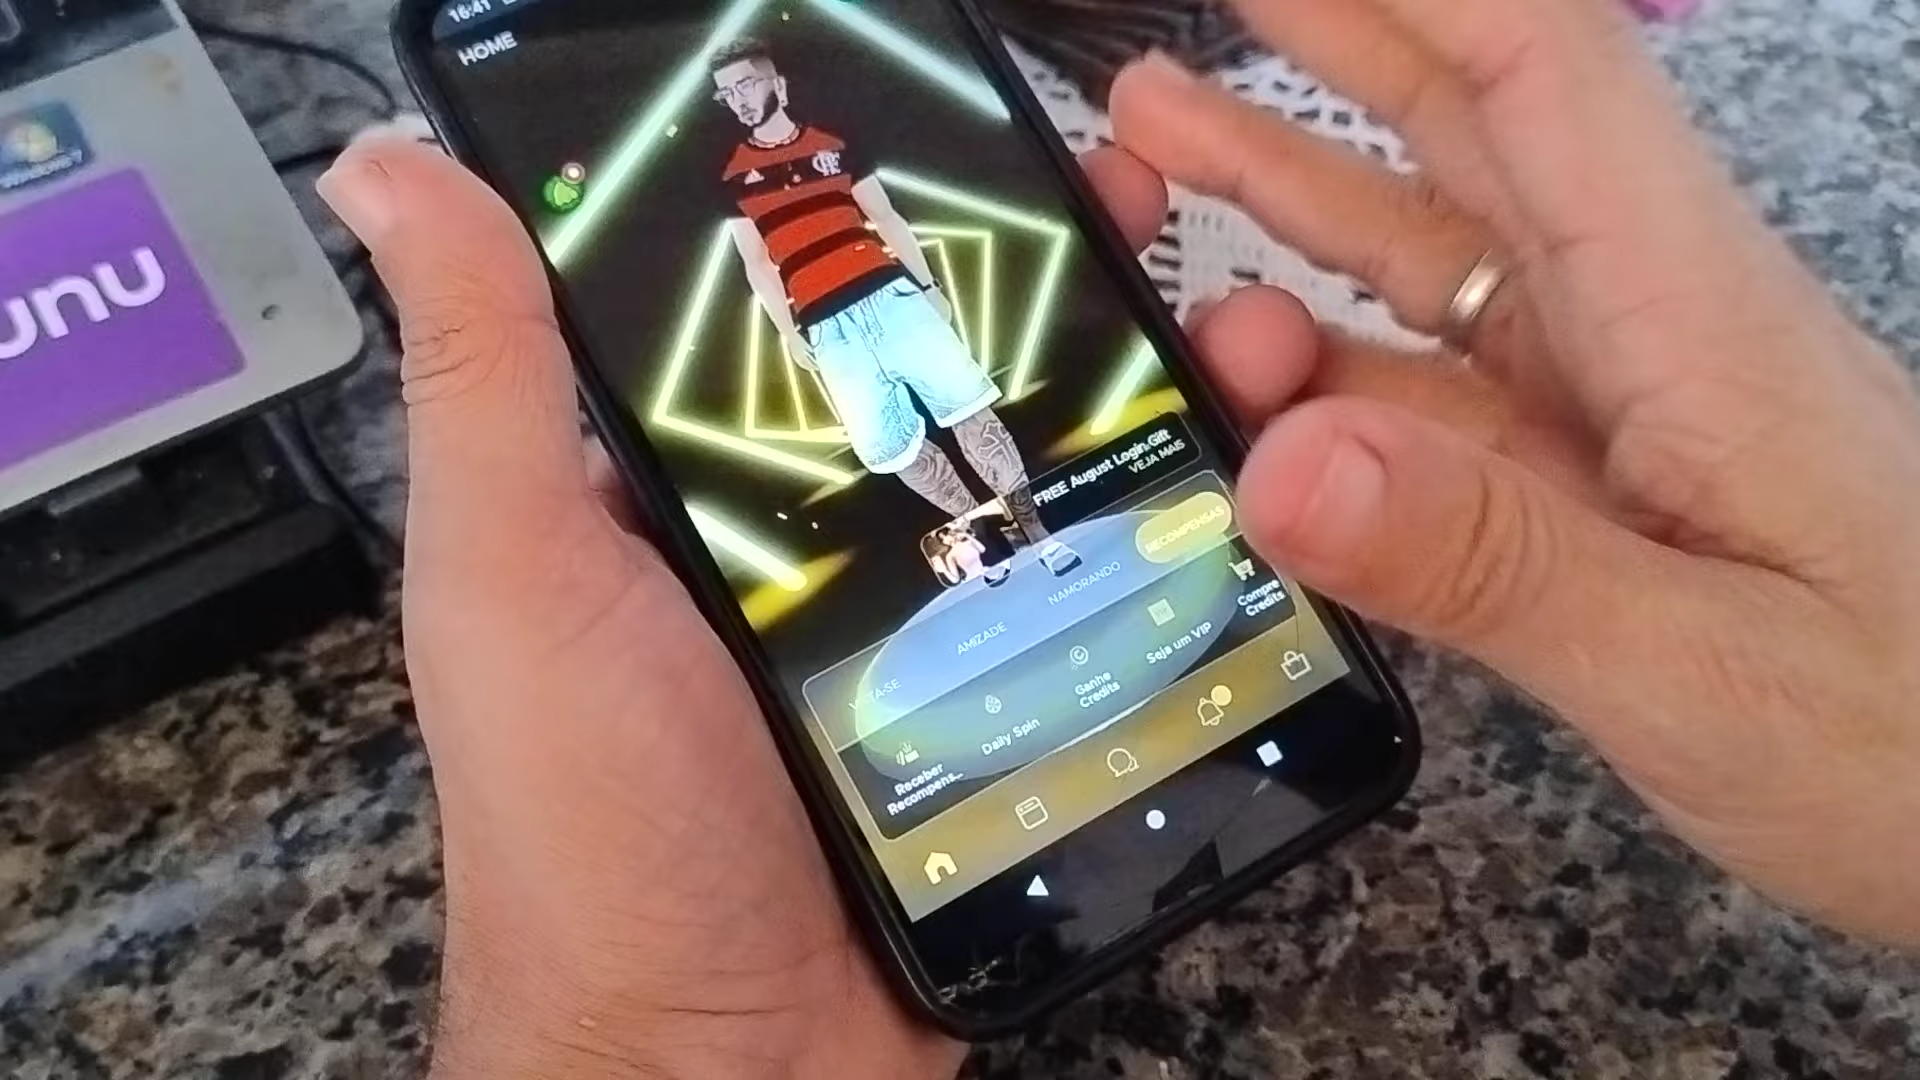 16:41
HOME
nu
FREE August Login Gift
VEJA MAIS
RECOMPENSAS
NAMORANDO
AMIZADE
Compre
Credits
Seja um VIP
Ganhe
Credits
Daily Spin
Receber
Recompens...